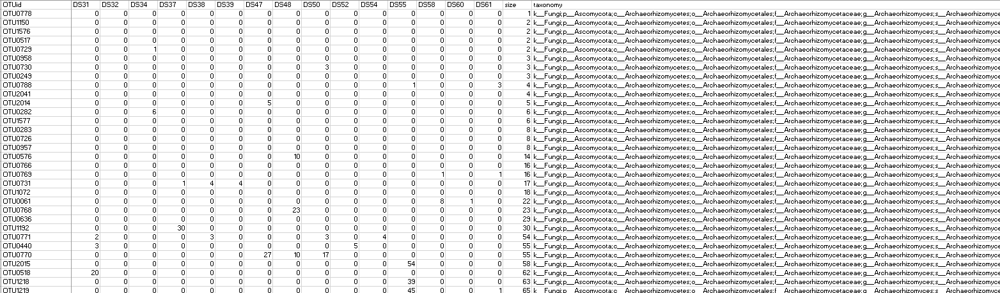 OTUid DS31 DS32 DS34 DS37 DS38 DS39 DS47 DS48 DS50 DS52 DS54 DS55 DS58 DS60 DS61 size taxonomy
OTU0778 0 0 0 0 0 0 0 0 0 0 0 0 0 0 0 1 k__Fungi;p__Ascomycota;c__Archaeorhizomycetes;o__Archaeorhizomycetales;f__Archaeorhizomycetaceae;g__Archaeorhizomyces;s__Archaeorhizomyce
OTU1150 0 0 0 0 0 0 0 0 0 0 0 0 0 0 0 2 k__Fungi;p__Ascomycota;c__Archaeorhizomycetes;o__Archaeorhizomycetales;f__Archaeorhizomycetaceae;g__Archaeorhizomyces;s__Archaeorhizomyce
OTU1576 0 0 0 0 0 0 0 0 0 0 0 0 0 0 0 2 k__Fungi;p__Ascomycota;c__Archaeorhizomycetes;o__Archaeorhizomycetales;f__Archaeorhizomycetaceae;g__Archaeorhizomyces;s__Archaeorhizomyce
OTU0517 0 0 0 0 0 0 0 0 0 0 0 0 0 0 0 2 k__Fungi;p__Ascomycota;c__Archaeorhizomycetes;o__Archaeorhizomycetales;f__Archaeorhizomycetaceae;g__Archaeorhizomyces;s__Archaeorhizomyce
OTU0729 0 0 1 0 0 0 0 0 0 0 0 0 0 0 0 2 k__Fungi;p__Ascomycota;c__Archaeorhizomycetes;o__Archaeorhizomycetales;f__Archaeorhizomycetaceae;g__Archaeorhizomyces;s__Archaeorhizomyce
OTU0958 0 0 0 0 0 0 0 0 0 0 0 0 0 0 0 3 k__Fungi;p__Ascomycota;c__Archaeorhizomycetes;o__Archaeorhizomycetales;f__Archaeorhizomycetaceae;g__Archaeorhizomyces;s__Archaeorhizomyce
OTU0730 0 0 0 0 0 0 0 0 3 0 0 0 0 0 0 3 k__Fungi;p__Ascomycota;c__Archaeorhizomycetes;o__Archaeorhizomycetales;f__Archaeorhizomycetaceae;g__Archaeorhizomyces;s__Archaeorhizomyce
OTU0249 0 0 0 0 0 0 0 0 0 0 0 0 0 0 0 3 k__Fungi;p__Ascomycota;c__Archaeorhizomycetes;o__Archaeorhizomycetales;f__Archaeorhizomycetaceae;g__Archaeorhizomyces;s__Archaeorhizomyce
OTU0788 0 0 0 0 0 0 0 0 0 0 0 1 0 0 3 4 k__Fungi;p__Ascomycota;c__Archaeorhizomycetes;o__Archaeorhizomycetales;f__Archaeorhizomycetaceae;g__Archaeorhizomyces;s__Archaeorhizomyce
OTU2041 0 0 0 0 0 0 0 0 0 0 0 0 0 0 0 4 k__Fungi;p__Ascomycota;c__Archaeorhizomycetes;o__Archaeorhizomycetales;f__Archaeorhizomycetaceae;g__Archaeorhizomyces;s__Archaeorhizomyce
OTU2014 0 0 0 0 0 0 5 0 0 0 0 0 0 0 0 5 k__Fungi;p__Ascomycota;c__Archaeorhizomycetes;o__Archaeorhizomycetales;f__Archaeorhizomycetaceae;g__Archaeorhizomyces;s__Archaeorhizomyce
OTU0282 0 0 6 0 0 0 0 0 0 0 0 0 0 0 0 6 k__Fungi;p__Ascomycota;c__Archaeorhizomycetes;o__Archaeorhizomycetales;f__Archaeorhizomycetaceae;g__Archaeorhizomyces;s__Archaeorhizomyce
OTU1577 0 0 0 0 0 0 0 0 0 0 0 0 0 0 0 6 k__Fungi;p__Ascomycota;c__Archaeorhizomycetes;o__Archaeorhizomycetales;f__Archaeorhizomycetaceae;g__Archaeorhizomyces;s__Archaeorhizomyce
OTU0283 0 0 0 0 0 0 0 0 0 0 0 0 0 0 0 8 k__Fungi;p__Ascomycota;c__Archaeorhizomycetes;o__Archaeorhizomycetales;f__Archaeorhizomycetaceae;g__Archaeorhizomyces;s__Archaeorhizomyce
OTU0726 0 0 0 0 0 0 0 0 0 0 0 0 0 0 0 8 k__Fungi;p__Ascomycota;c__Archaeorhizomycetes;o__Archaeorhizomycetales;f__Archaeorhizomycetaceae;g__Archaeorhizomyces;s__Archaeorhizomyce
OTU0957 0 0 0 0 0 0 0 0 0 0 0 0 0 0 0 8 k__Fungi;p__Ascomycota;c__Archaeorhizomycetes;o__Archaeorhizomycetales;f__Archaeorhizomycetaceae;g__Archaeorhizomyces;s__Archaeorhizomyce
OTU0576 0 0 0 0 0 0 0 10 0 0 0 0 0 0 0 14 k__Fungi;p__Ascomycota;c__Archaeorhizomycetes;o__Archaeorhizomycetales;f__Archaeorhizomycetaceae;g__Archaeorhizomyces;s__Archaeorhizomyce
OTU0766 0 0 0 0 0 0 0 0 0 0 0 0 0 0 0 16 k__Fungi;p__Ascomycota;c__Archaeorhizomycetes;o__Archaeorhizomycetales;f__Archaeorhizomycetaceae;g__Archaeorhizomyces;s__Archaeorhizomyce
OTU0769 0 0 0 0 0 0 0 0 0 0 0 0 1 0 1 16 k__Fungi;p__Ascomycota;c__Archaeorhizomycetes;o__Archaeorhizomycetales;f__Archaeorhizomycetaceae;g__Archaeorhizomyces;s__Archaeorhizomyce
OTU0731 0 0 0 1 4 4 0 0 0 0 0 0 0 0 0 17 k__Fungi;p__Ascomycota;c__Archaeorhizomycetes;o__Archaeorhizomycetales;f__Archaeorhizomycetaceae;g__Archaeorhizomyces;s__Archaeorhizomyce
OTU1072 0 0 0 0 0 0 0 0 0 0 0 0 0 0 0 18 k__Fungi;p__Ascomycota;c__Archaeorhizomycetes;o__Archaeorhizomycetales;f__Archaeorhizomycetaceae;g__Archaeorhizomyces;s__Archaeorhizomyce
OTU0061 0 0 0 0 0 0 0 0 0 0 0 0 8 1 0 22 k__Fungi;p__Ascomycota;c__Archaeorhizomycetes;o__Archaeorhizomycetales;f__Archaeorhizomycetaceae;g__Archaeorhizomyces;s__Archaeorhizomyce
OTU0768 0 0 0 0 0 0 0 23 0 0 0 0 0 0 0 23 k__Fungi;p__Ascomycota;c__Archaeorhizomycetes;o__Archaeorhizomycetales;f__Archaeorhizomycetaceae;g__Archaeorhizomyces;s__Archaeorhizomyce
OTU0636 0 0 0 0 0 0 0 0 0 0 0 0 0 0 0 29 k__Fungi;p__Ascomycota;c__Archaeorhizomycetes;o__Archaeorhizomycetales;f__Archaeorhizomycetaceae;g__Archaeorhizomyces;s__Archaeorhizomyce
OTU1192 0 0 0 30 0 0 0 0 0 0 0 0 0 0 0 30 k__Fungi;p__Ascomycota;c__Archaeorhizomycetes;o__Archaeorhizomycetales;f__Archaeorhizomycetaceae;g__Archaeorhizomyces;s__Archaeorhizomyce
OTU0771 2 0 0 0 3 0 0 0 3 0 4 0 0 0 0 54 k__Fungi;p__Ascomycota;c__Archaeorhizomycetes;o__Archaeorhizomycetales;f__Archaeorhizomycetaceae;g__Archaeorhizomyces;s__Archaeorhizomyce
OTU0440 3 0 0 0 0 0 0 0 0 5 0 0 0 0 0 55 k__Fungi;p__Ascomycota;c__Archaeorhizomycetes;o__Archaeorhizomycetales;f__Archaeorhizomycetaceae;g__Archaeorhizomyces;s__Archaeorhizomyce
OTU0770 0 0 0 0 0 0 27 10 17 0 0 0 0 0 0 55 k__Fungi;p__Ascomycota;c__Archaeorhizomycetes;o__Archaeorhizomycetales;f__Archaeorhizomycetaceae;g__Archaeorhizomyces;s__Archaeorhizomyce
OTU2015 0 0 0 0 0 0 0 0 0 0 0 54 0 0 0 58 k__Fungi;p__Ascomycota;c__Archaeorhizomycetes;o__Archaeorhizomycetales;f__Archaeorhizomycetaceae;g__Archaeorhizomyces;s__Archaeorhizomyce
OTU0518 20 0 0 0 0 0 0 0 0 0 0 0 0 0 0 62 k__Fungi;p__Ascomycota;c__Archaeorhizomycetes;o__Archaeorhizomycetales;f__Archaeorhizomycetaceae;g__Archaeorhizomyces;s__Archaeorhizomyce
OTU1218 0 0 0 0 0 0 0 0 0 0 0 39 0 0 0 63 k__Fungi;p__Ascomycota;c__Archaeorhizomycetes;o__Archaeorhizomycetales;f__Archaeorhizomycetaceae;g__Archaeorhizomyces;s__Archaeorhizomyce
OTU1219 0 0 0 0 0 0 0 0 0 0 0 45 0 0 1 65 k__Fungi;p__Ascomycota;c__Archaeorhizomycetes;o__Archaeorhizomycetales;f__Archaeorhizomycetaceae;g__Archaeorhizomyces;s__Archaeorhizomyce